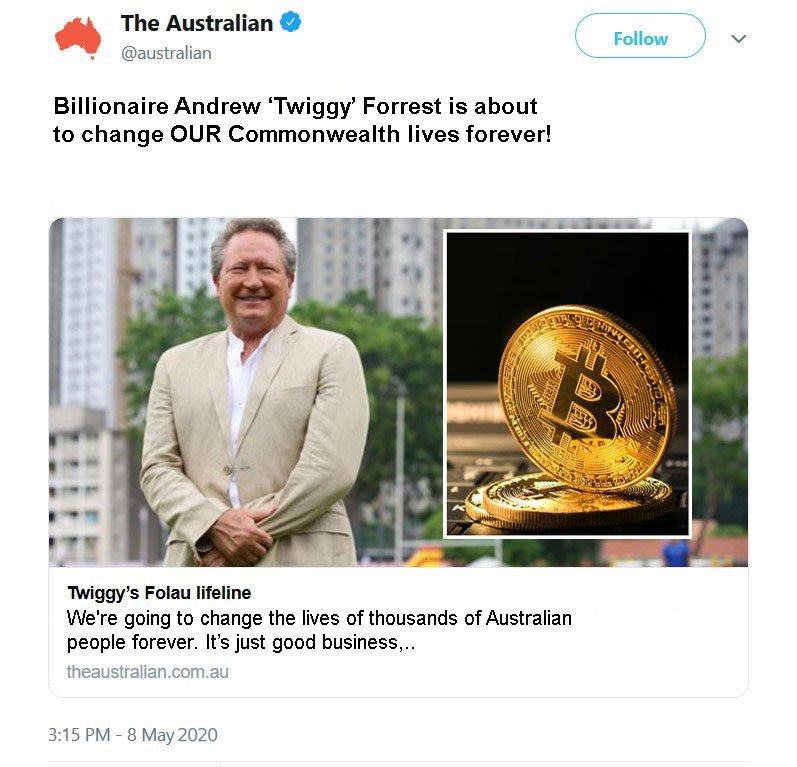 The Australian
@australian
Follow
Billionaire Andrew ‘Twiggy’ Forrest is about
to change OUR Commonwealth lives forever!
B
Twiggy’s Folau lifeline
We're going to change the lives of thousands of Australian
people forever. It’s just good business,..
theaustralian.com.au
3:15 PM - 8 May 2020